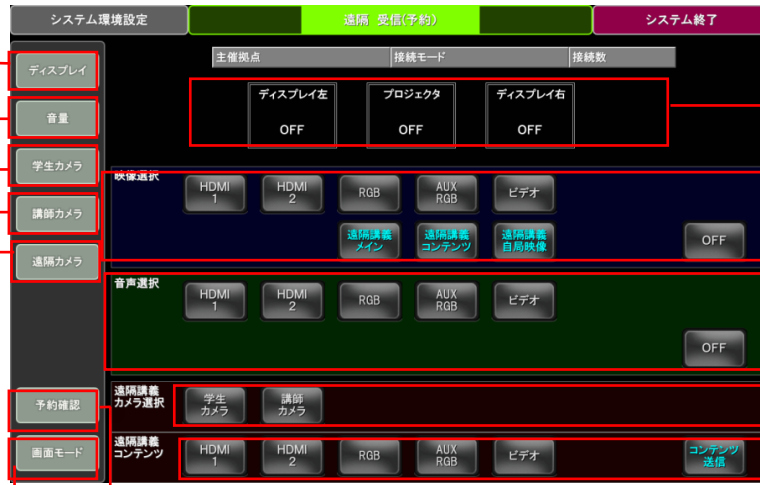 システム環境設定
遠隔 受信(予約)
システム終了
主催拠点
接続モード
接続数
ディスプレイ
ディスプレイ左
プロジェクタ
ディスプレイ右
音量
OFF
OFF
OFF
学生カメラ
映像選択
HDMI
1
HDMI
2
RGB
AUX
RGB
ビデオ
講師カメラ
遠隔講義
メイン
遠隔講義
コンテンツ
遠隔講義
自局映像
OFF
遠隔カメラ
音声選択
HDMI
1
HDMI
2
RGB
AUX
RGB
ビデオ
OFF
予約確認
遠隔講義
カメラ選択
学生
カメラ
講師
カメラ
画面モード
遠隔講義
コンテンツ
HDMI
1
HDMI
2
RGB
AUX
RGB
ビデオ
コンテンツ
送信